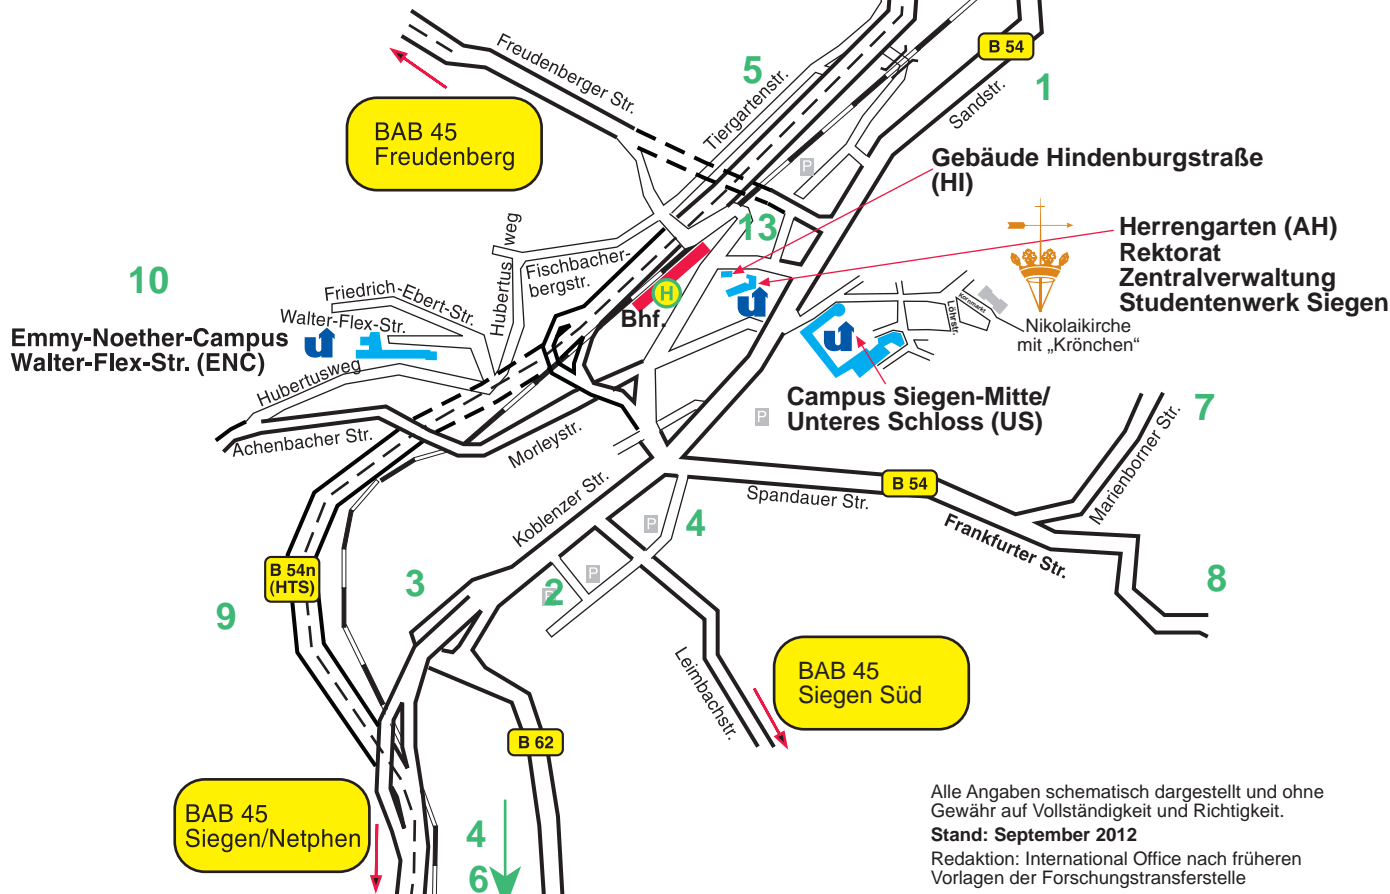 B 54
5
1
Freudenberger Str.
Tiergartenstr.
Sandstr.
BAB 45
Freudenberg
P
Gebäude Hindenburgstraße
(HI)
13
Herrengarten (AH)
Rektorat
Zentralverwaltung
Studentenwerk Siegen
Hubertus weg
Fischbacher-
bergstr.
10
H
Bhf.
Friedrich-Ebert-Str.
Walter-Flex-Str.
Emmy-Noether-Campus
Walter-Flex-Str. (ENC)
u
u
u
Kornmarkt
Löhrstr.
Nikolaikirche
mit „Krönchen“
Hubertusweg
Campus Siegen-Mitte/
Unteres Schloss (US)
P
7
Achenbacher Str.
Morleystr.
Marienborner Str.
Koblenzer Str.
B 54
Spandauer Str.
Frankfurter Str.
P
4
B 54n
(HTS)
3
P
P
2
8
9
Leimbachstr.
BAB 45
Siegen Süd
B 62
BAB 45
Siegen/Netphen
4
6
Alle Angaben schematisch dargestellt und ohne
Gewähr auf Vollständigkeit und Richtigkeit.
Stand: September 2012
Redaktion: International Office nach früheren
Vorlagen der Forschungstransferstelle